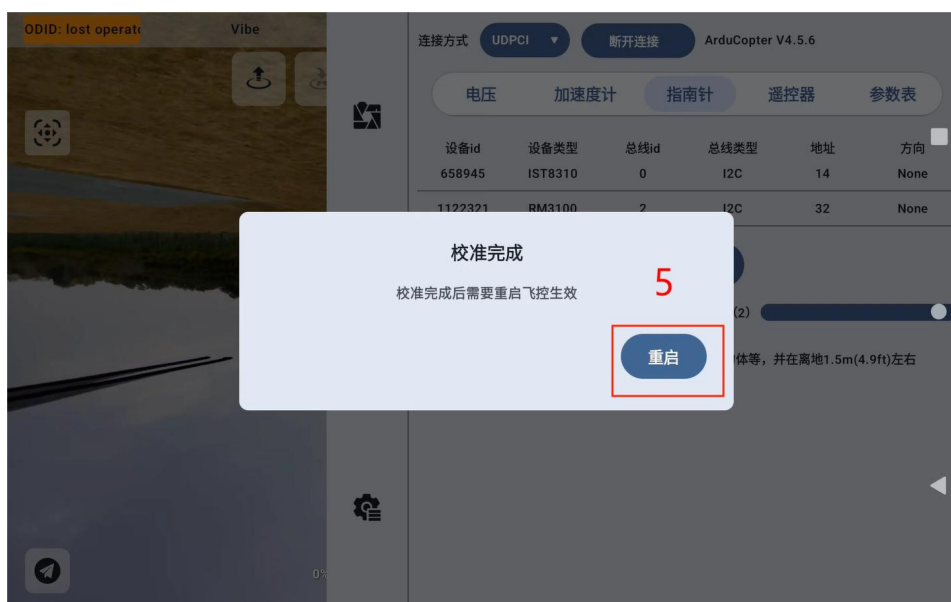 ODID: lost operat
Vibe
连接方式 UDPCI 断开连接 ArduCopter V4.5.6
电压 加速度计 指南针 遥控器 参数表
设备id 设备类型 总线id 总线类型 地址 方向
658945 IST8310 0 I2C 14 None
1122321 RM3100 2 I2C 32 None
校准完成
校准完成后需要重启飞控生效
5
(2)
重启
体等，并在离地1.5m(4.9ft)左右
0%